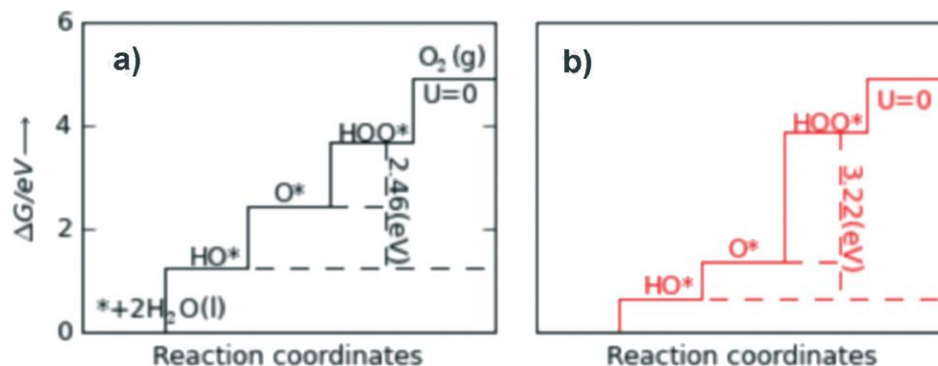 6
4
2
0
ΔG/eV ⟶
a)
O₂(g)
U=0
HOO*
2.46(eV)
O*
HO*
*+2H₂O(l)
Reaction coordinates
b)
U=0
HOO*
3.22(eV)
O*
HO*
Reaction coordinates